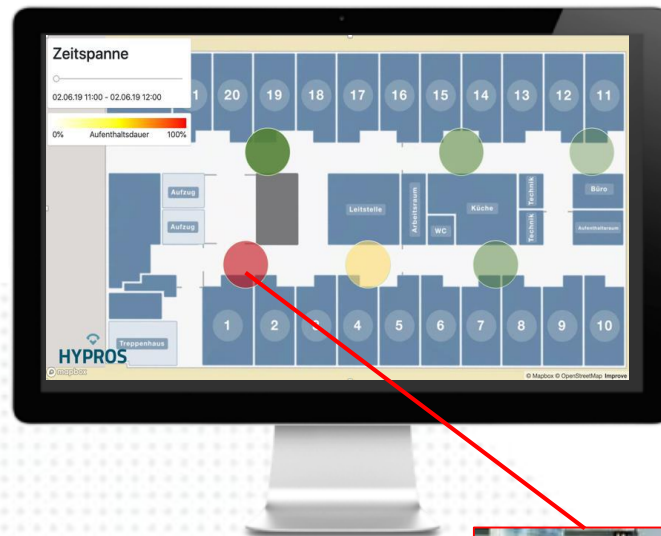 Zeitspanne
02.06.19 11:00 - 02.06.19 12:00
0% Aufenthaltsdauer 100%
1 20 19 18 17 16 15 14 13 12 11
Aufzug
Aufzug
Leitstelle
Arbeitsraum
Küche
WC
Technik
Technik
Büro
Aufenthaltsraum
1 2 3 4 5 6 7 8 9 10
Treppenhaus
HYPROS
mapbox
© Mapbox © OpenStreetMap Improve